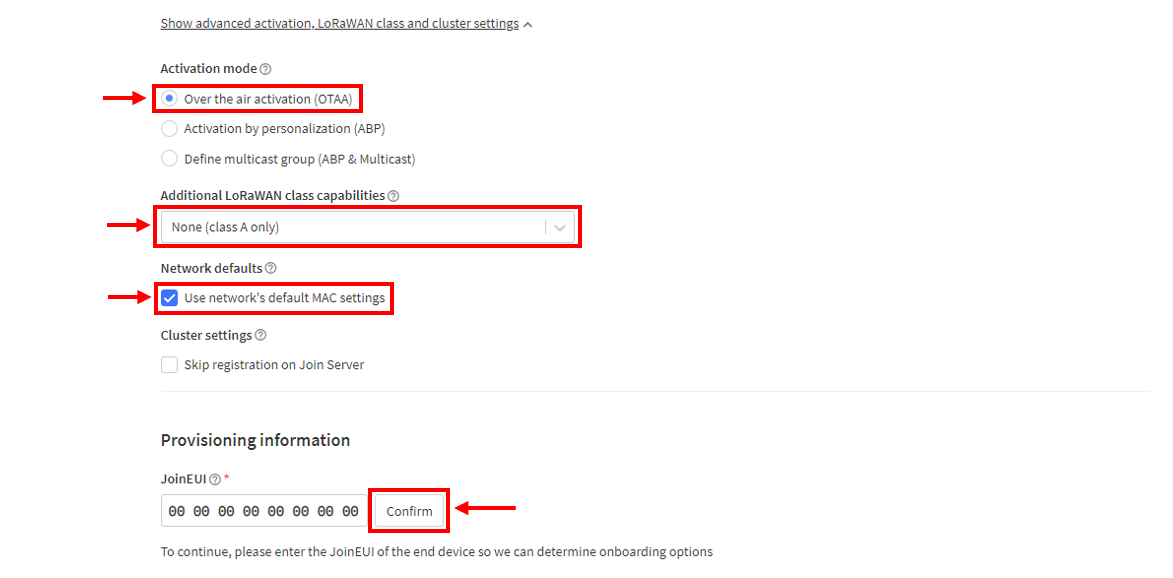 Show advanced activation, LoRaWAN class and cluster settings
Activation mode
Over the air activation (OTAA)
Activation by personalization (ABP)
Define multicast group (ABP & Multicast)
Additional LoRaWAN class capabilities
None (class A only)
Network defaults
Use network's default MAC settings
Cluster settings
Skip registration on Join Server
Provisioning information
JoinEUI *
00 00 00 00 00 00 00 00 Confirm
To continue, please enter the JoinEUI of the end device so we can determine onboarding options